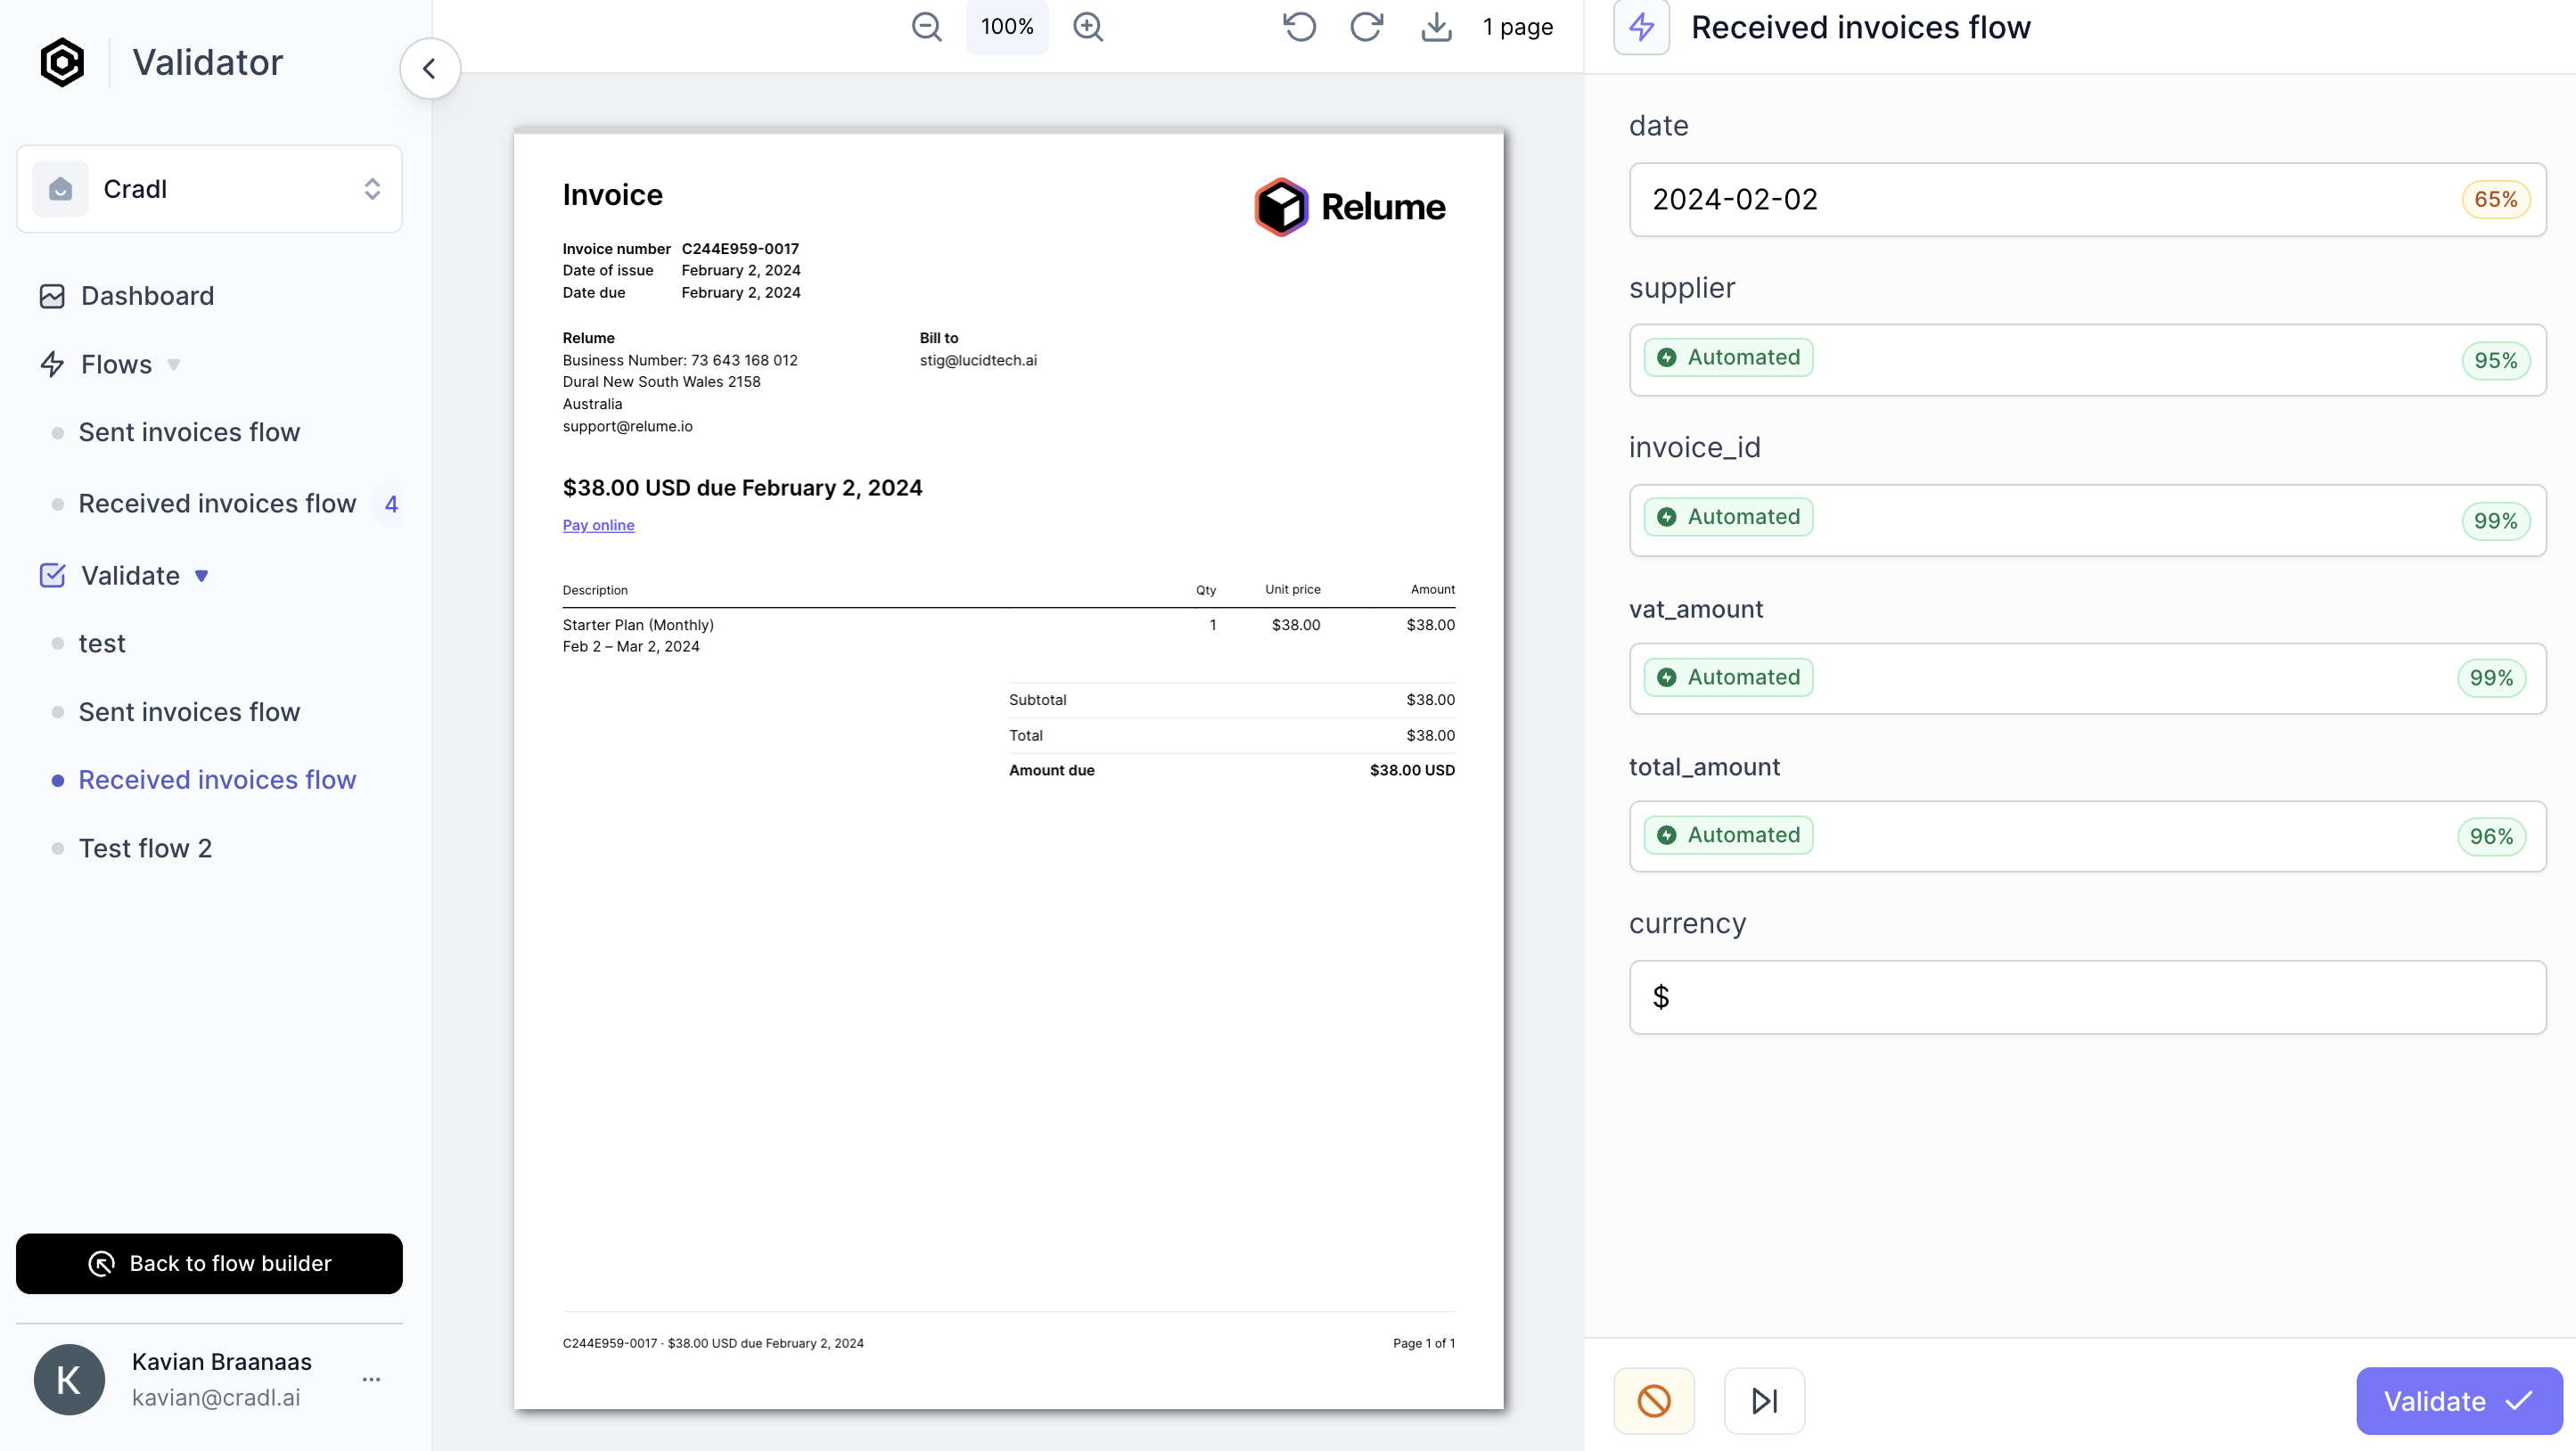 Validator
Cradl
Dashboard
Flows
Sent invoices flow
Received invoices flow 4
Validate
test
Sent invoices flow
Received invoices flow
Test flow 2
Back to flow builder
K
Kavian Braanaas
kavian@cradl.ai
100%
1 page
Invoice
Relume
Invoice number C244E959-0017
Date of issue February 2, 2024
Date due February 2, 2024
Relume
Business Number: 73 643 168 012
Dural New South Wales 2158
Australia
support@relume.io
Bill to
stig@lucidtech.ai
$38.00 USD due February 2, 2024
Pay online
Description Qty Unit price Amount
Starter Plan (Monthly) 1 $38.00 $38.00
Feb 2 – Mar 2, 2024
Subtotal $38.00
Total $38.00
Amount due $38.00 USD
C244E959-0017 · $38.00 USD due February 2, 2024 Page 1 of 1
Received invoices flow
date
2024-02-02 65%
supplier
Automated 95%
invoice_id
Automated 99%
vat_amount
Automated 99%
total_amount
Automated 96%
currency
$
Validate